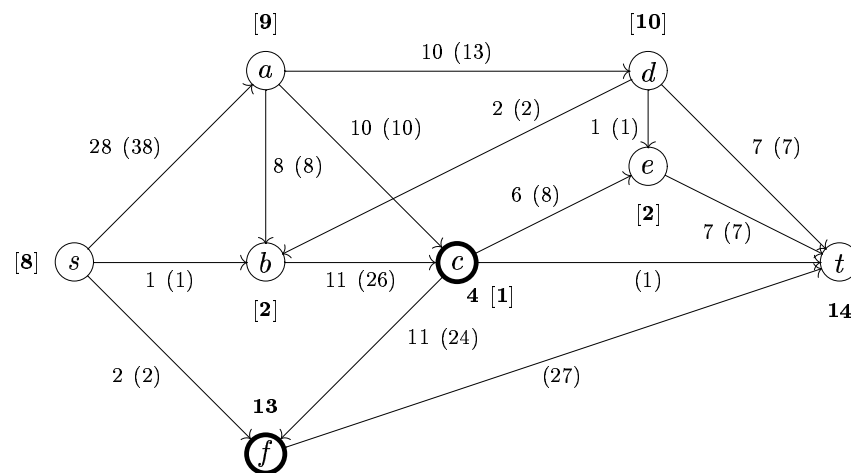 [9]
[10]
a
10 (13)
d
2 (2)
10 (10)
28 (38)
1 (1)
7 (7)
8 (8)
e
6 (8)
[2]
7 (7)
[8]
s
b
c
t
1 (1)
11 (26)
(1)
4 [1]
[2]
14
11 (24)
2 (2)
(27)
13
f